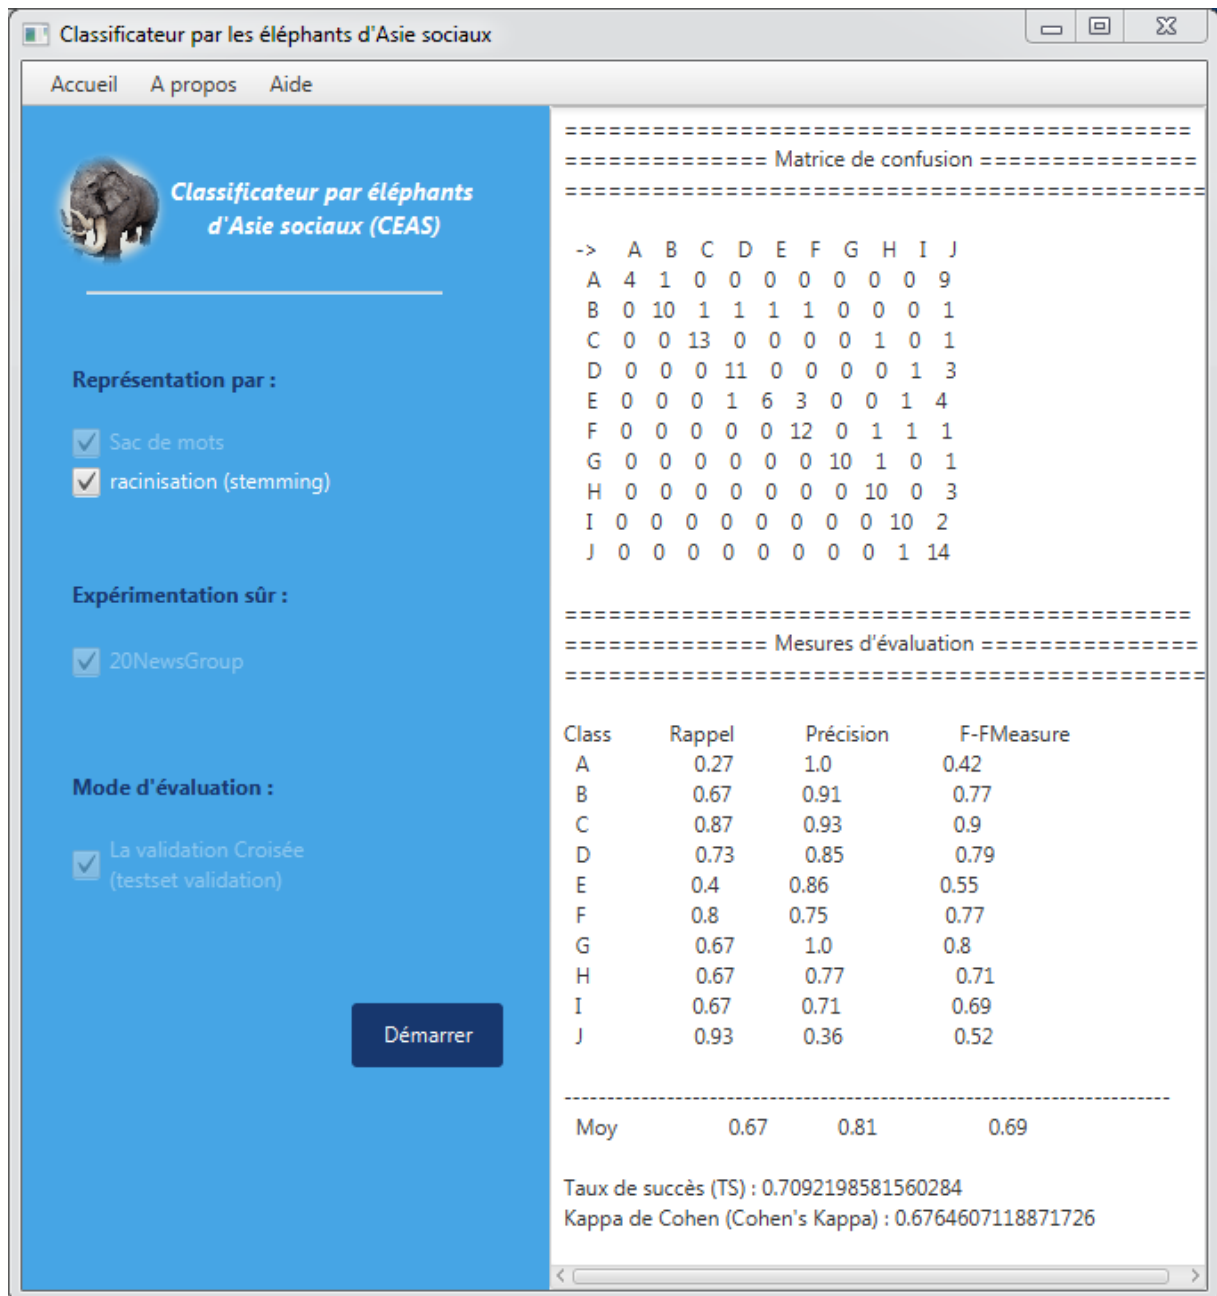 Classificateur par les éléphants d'Asie sociaux
Accueil A propos Aide
Classificateur par éléphants
d'Asie sociaux (CEAS)
Représentation par :
Sac de mots
racinisation (stemming)
Expérimentation sûr :
20NewsGroup
Mode d'évaluation :
La validation Croisée
(testset validation)
Démarrer
===========================================
============== Matrice de confusion ===============
============================================
-> A B C D E F G H I J
A 4 1 0 0 0 0 0 0 0 9
B 0 10 1 1 1 1 0 0 0 1
C 0 0 13 0 0 0 0 1 0 1
D 0 0 0 11 0 0 0 0 1 3
E 0 0 0 1 6 3 0 0 1 4
F 0 0 0 0 0 12 0 1 1 1
G 0 0 0 0 0 0 10 1 0 1
H 0 0 0 0 0 0 0 10 0 3
I 0 0 0 0 0 0 0 0 10 2
J 0 0 0 0 0 0 0 0 1 14
===========================================
============== Mesures d'évaluation ===============
============================================
Class Rappel Précision F-FMeasure
A 0.27 1.0 0.42
B 0.67 0.91 0.77
C 0.87 0.93 0.9
D 0.73 0.85 0.79
E 0.4 0.86 0.55
F 0.8 0.75 0.77
G 0.67 1.0 0.8
H 0.67 0.77 0.71
I 0.67 0.71 0.69
J 0.93 0.36 0.52
-----------------------------------------------------------------------
Moy 0.67 0.81 0.69
Taux de succès (TS) : 0.7092198581560284
Kappa de Cohen (Cohen's Kappa) : 0.6764607118871726